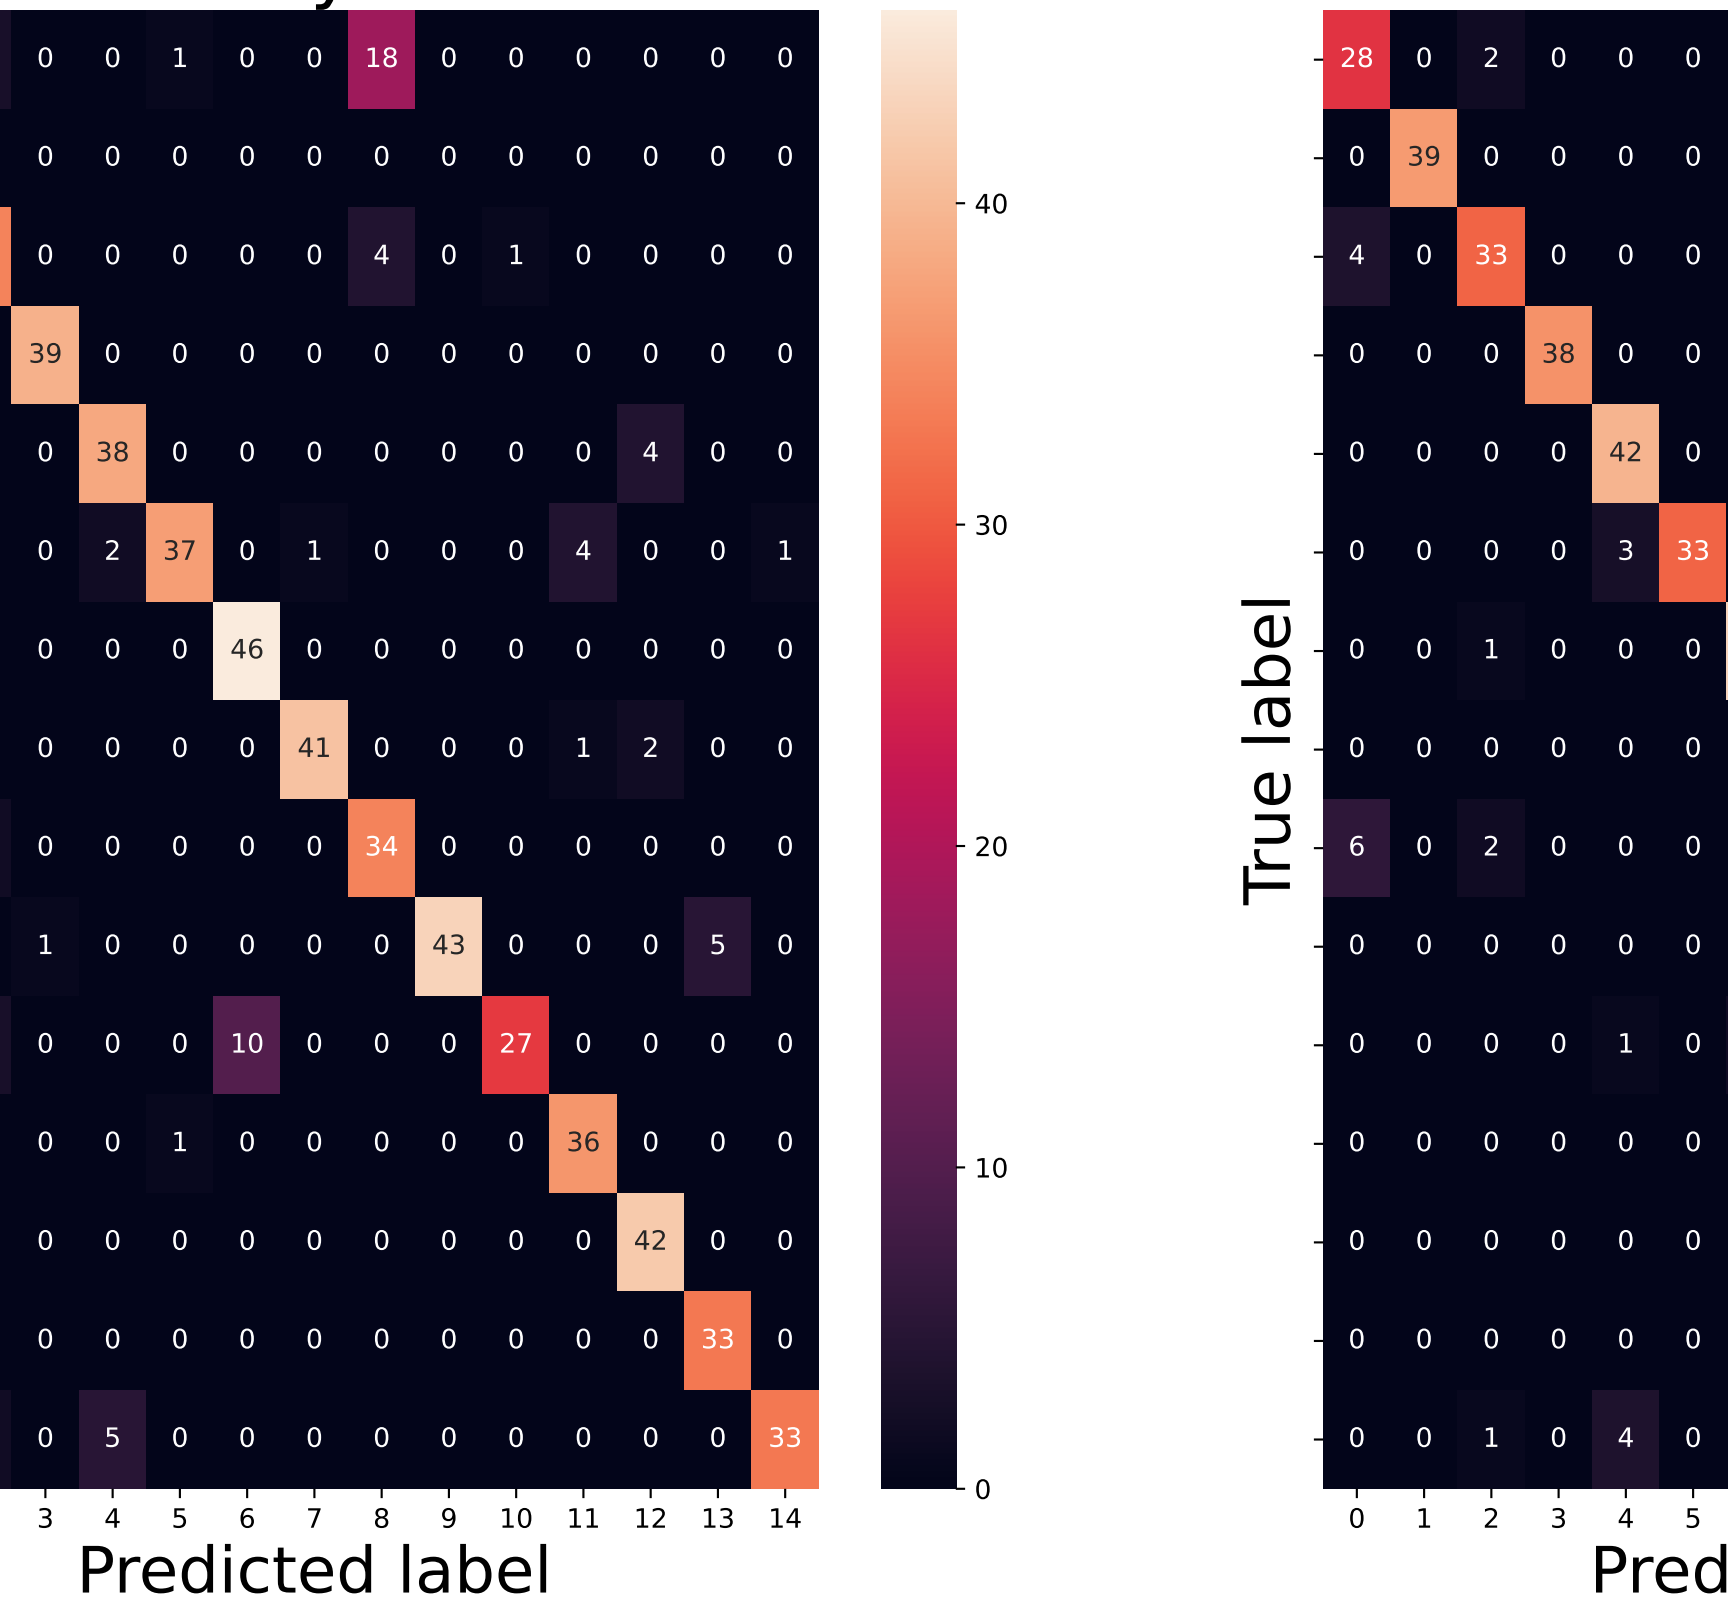 0 0 1 0 0 18 0 0 0 0 0 0
0 0 0 0 0 0 0 0 0 0 0 0
0 0 0 0 0 4 0 1 0 0 0 0
39 0 0 0 0 0 0 0 0 0 0 0
0 38 0 0 0 0 0 0 0 4 0 0
0 2 37 0 1 0 0 0 4 0 0 1
0 0 0 46 0 0 0 0 0 0 0 0
0 0 0 0 41 0 0 0 1 2 0 0
0 0 0 0 0 34 0 0 0 0 0 0
1 0 0 0 0 0 43 0 0 0 5 0
0 0 0 10 0 0 0 27 0 0 0 0
0 0 1 0 0 0 0 0 36 0 0 0
0 0 0 0 0 0 0 0 0 42 0 0
0 0 0 0 0 0 0 0 0 0 33 0
0 5 0 0 0 0 0 0 0 0 0 33
3 4 5 6 7 8 9 10 11 12 13 14
Predicted label
40
30
20
10
0
True label
28 0 2 0 0 0
0 39 0 0 0 0
4 0 33 0 0 0
0 0 0 38 0 0
0 0 0 0 42 0
0 0 0 0 3 33
0 0 1 0 0 0
0 0 0 0 0 0
6 0 2 0 0 0
0 0 0 0 0 0
0 0 0 0 1 0
0 0 0 0 0 0
0 0 0 0 0 0
0 0 0 0 0 0
0 0 1 0 4 0
0 1 2 3 4 5
Pred